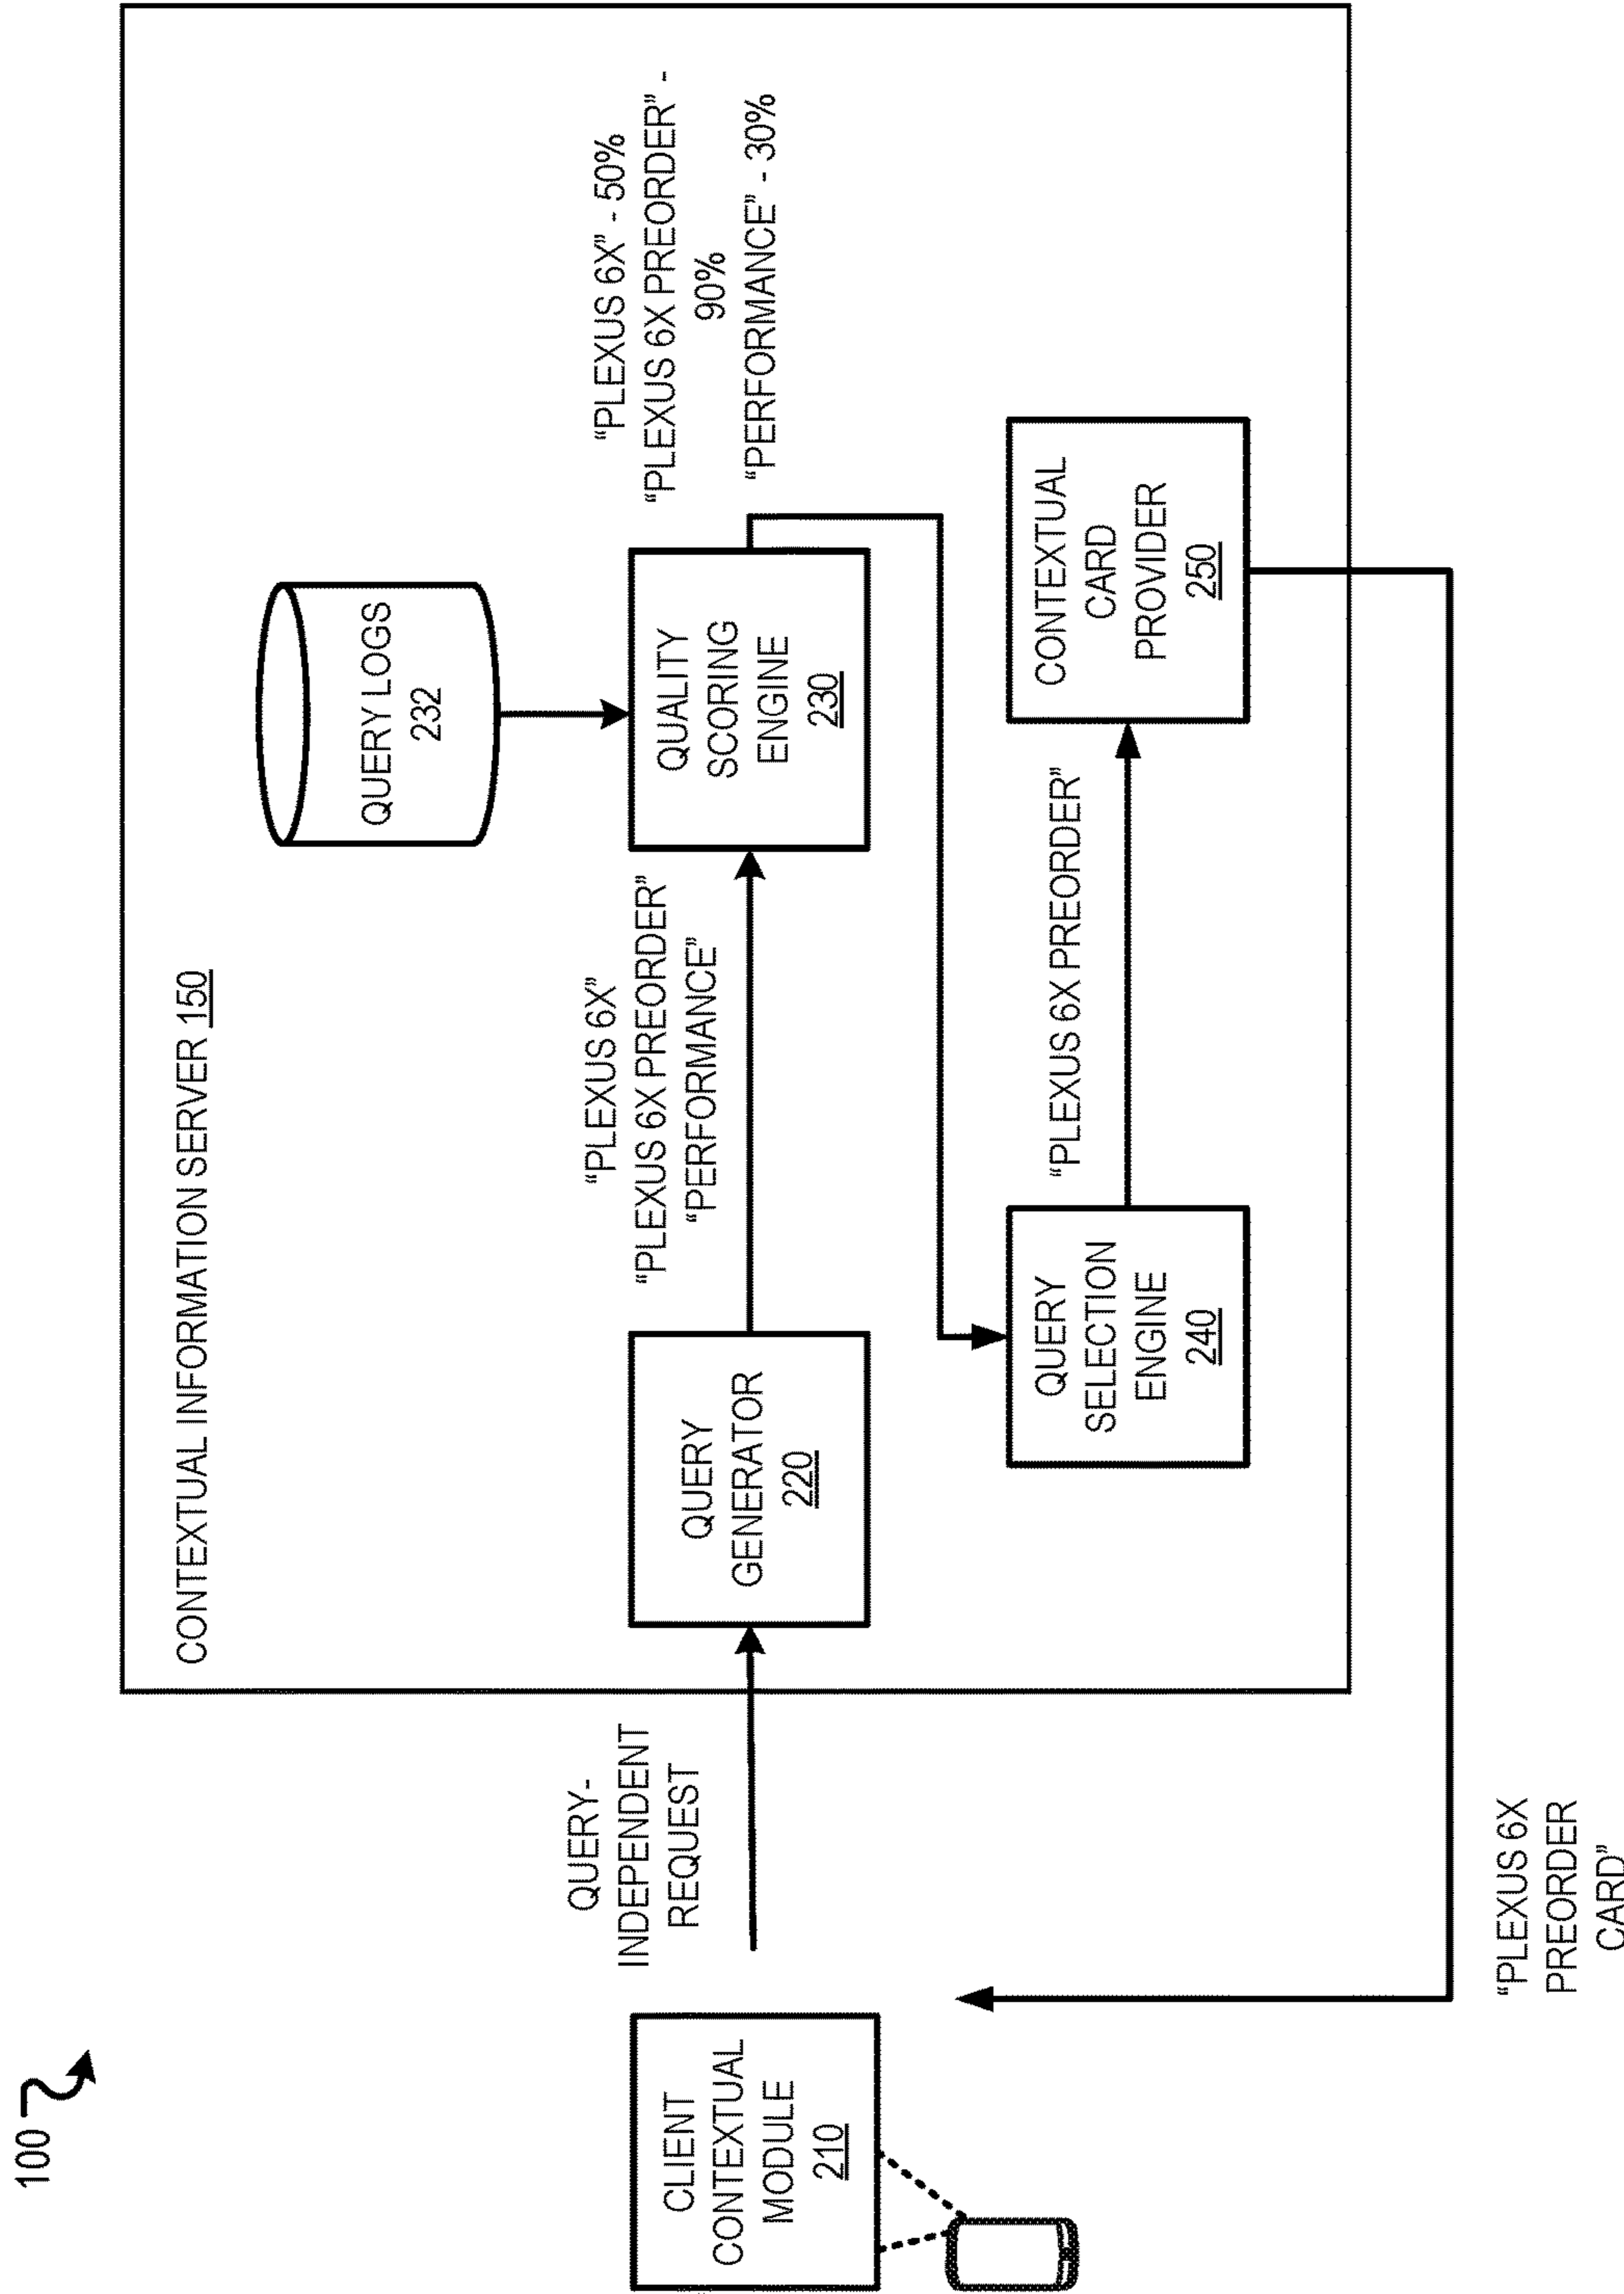 100
CONTEXTUAL INFORMATION SERVER 150
QUERY LOGS
232
CLIENT
CONTEXTUAL
MODULE
210
QUERY-
INDEPENDENT
REQUEST
QUERY
GENERATOR
220
“PLEXUS 6X”
“PLEXUS 6X PREORDER”
“PERFORMANCE”
QUALITY
SCORING
ENGINE
230
“PLEXUS 6X” - 50%
“PLEXUS 6X PREORDER” -
90%
“PERFORMANCE” - 30%
QUERY
SELECTION
ENGINE
240
“PLEXUS 6X PREORDER”
CONTEXTUAL
CARD
PROVIDER
250
“PLEXUS 6X
PREORDER
CARD”